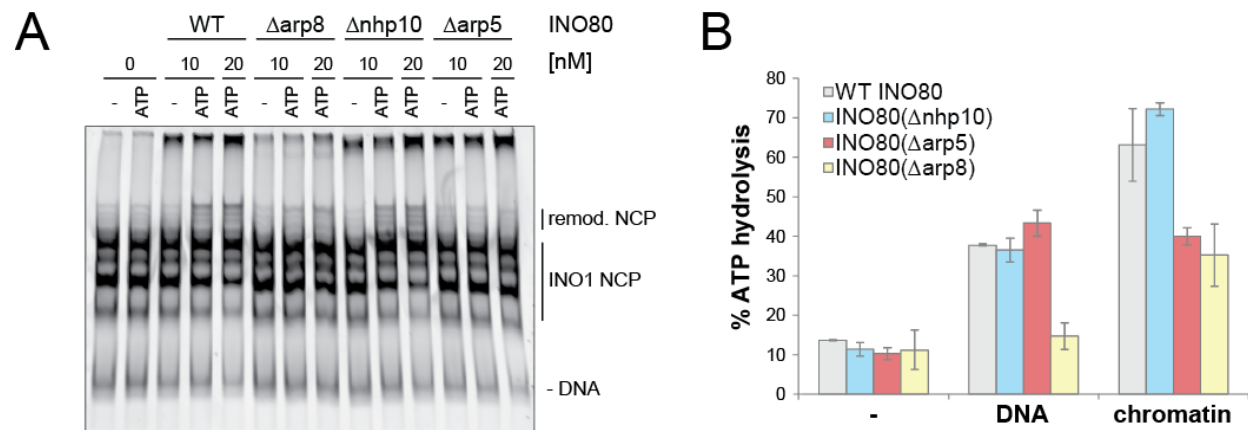 A
WT Δarp8 Δnhp10 Δarp5 INO80
0 10 20 10 20 10 20 10 20 [nM]
- ATP - ATP ATP - ATP ATP - ATP ATP - ATP ATP
remod. NCP
INO1 NCP
- DNA
B
% ATP hydrolysis
80
70
60
50
40
30
20
10
0
WT INO80
INO80(Δnhp10)
INO80(Δarp5)
INO80(Δarp8)
- DNA chromatin